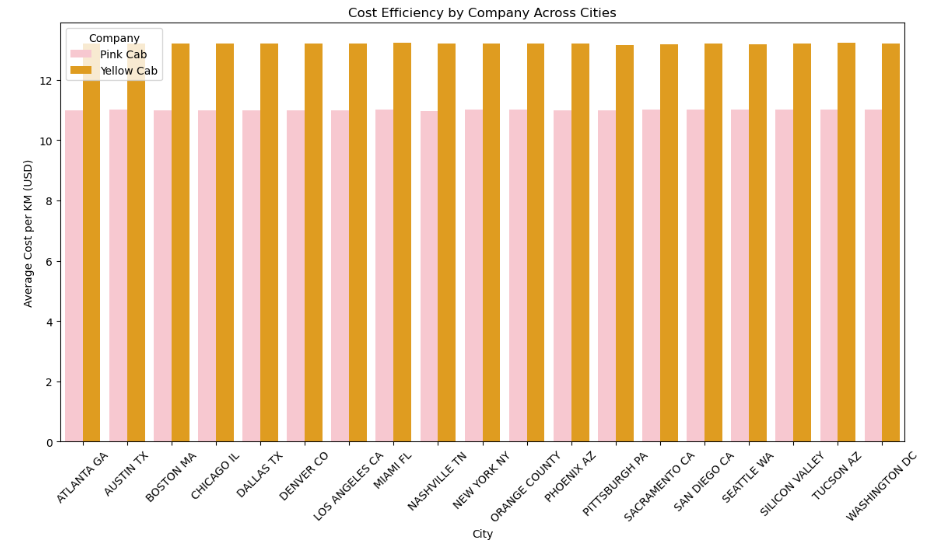 Cost Efficiency by Company Across Cities
Company
Pink Cab
Yellow Cab
Average Cost per KM (USD)
12
10
8
6
4
2
0
ATLANTA GA
AUSTIN TX
BOSTON MA
CHICAGO IL
DALLAS TX
DENVER CO
LOS ANGELES CA
MIAMI FL
NASHVILLE TN
NEW YORK NY
ORANGE COUNTY
PHOENIX AZ
PITTSBURGH PA
SACRAMENTO CA
SAN DIEGO CA
SEATTLE WA
SILICON VALLEY
TUCSON AZ
WASHINGTON DC
City